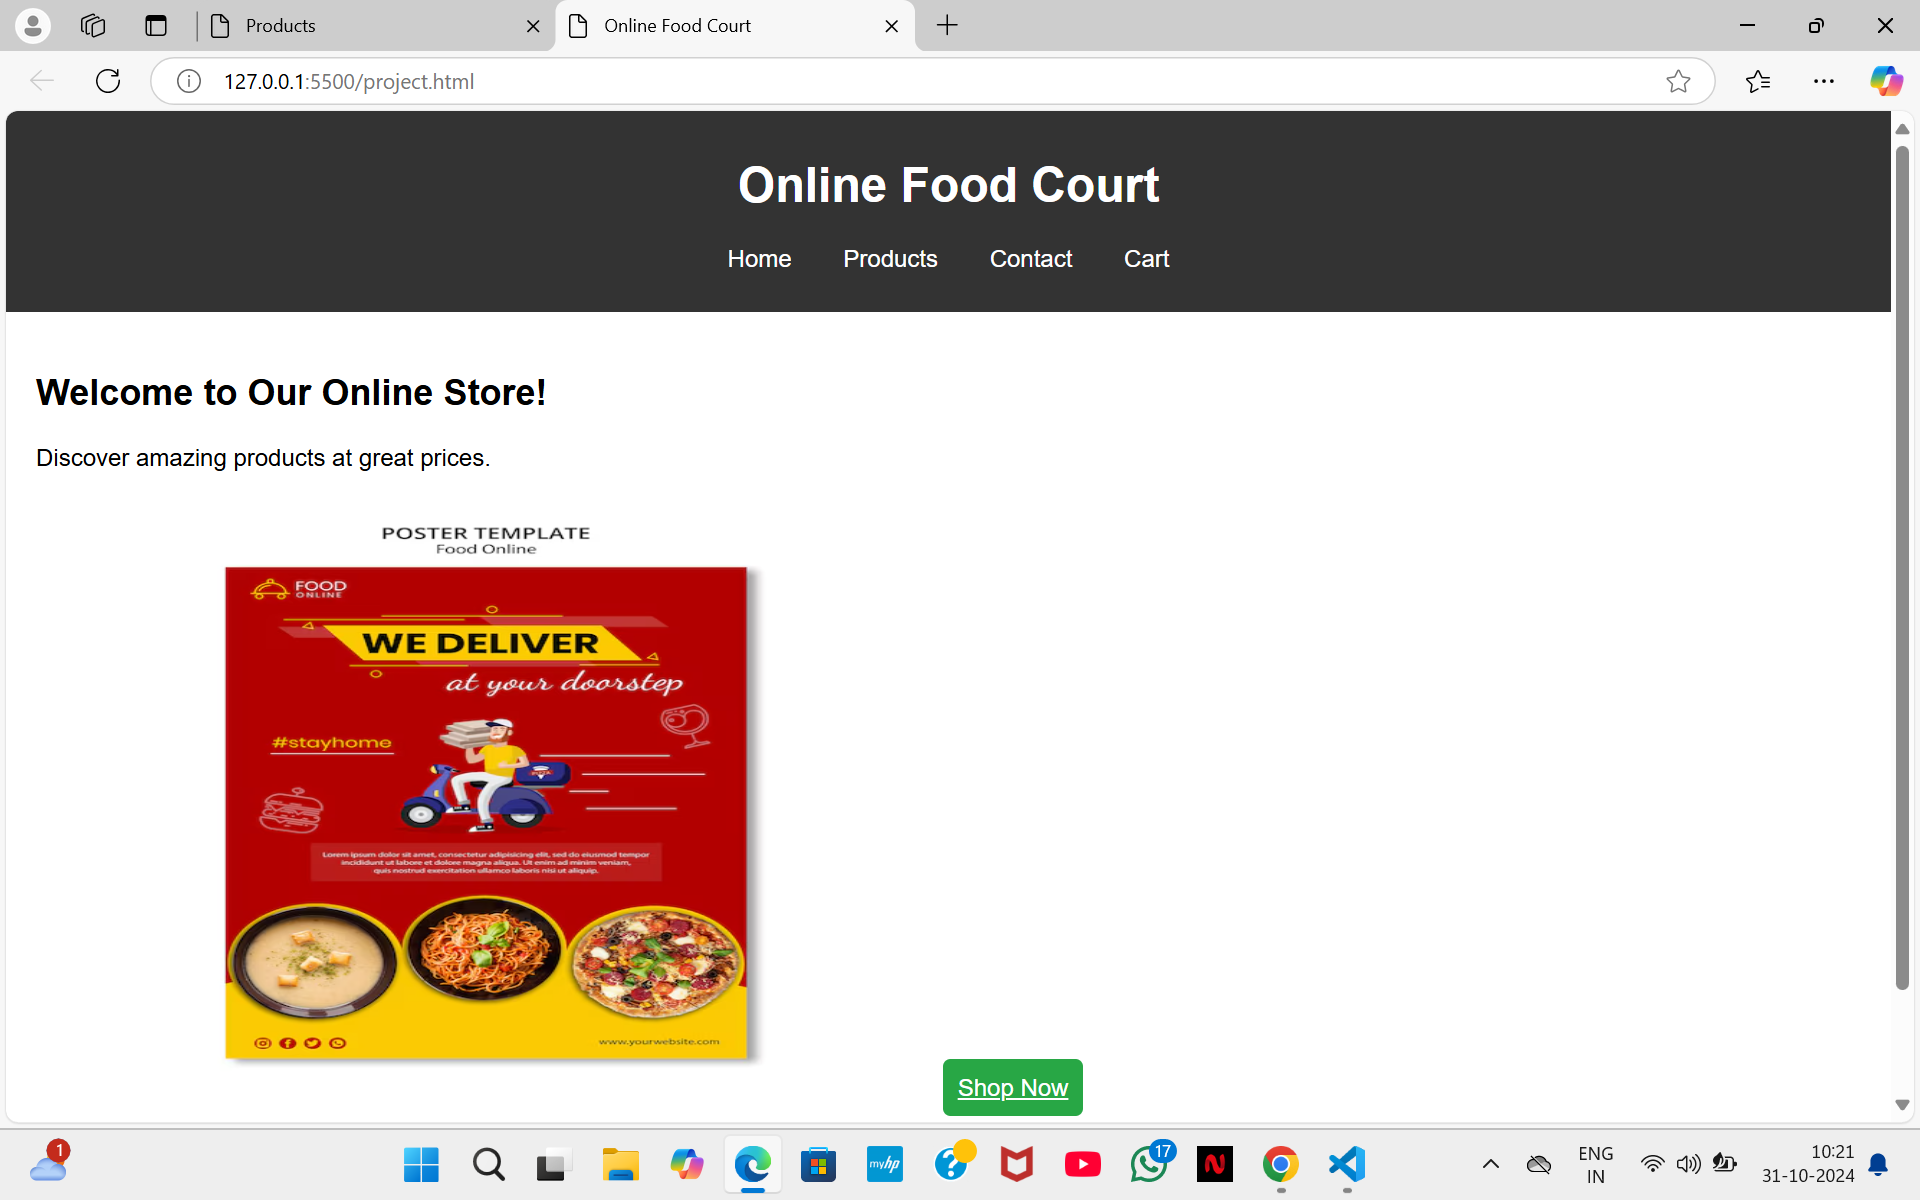 Products
Online Food Court
127.0.0.1:5500/project.html
Online Food Court
Home Products Contact Cart
Welcome to Our Online Store!
Discover amazing products at great prices.
POSTER TEMPLATE
Food Online
FOOD
ONLINE
WE DELIVER
at your doorstep
#stayhome
PIZZA
Lorem ipsum dolor sit amet, consectetur adipisicing elit, sed do eiusmod tempor
incididunt ut labore et dolore magna aliqua. Ut enim ad minim veniam,
quis nostrud exercitation ullamco laboris nisi ut aliquip.
www.yourwebsite.com
Shop Now
1
myhp
17
N
ENG
IN
10:21
31-10-2024